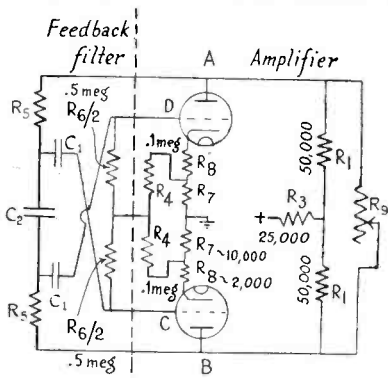 Feedback
filter
A
Amplifier
.5 meg
D
R5
R6/2
C1
.1meg
R8
50,000
R1
R4
R7
R3
R9
C2
+
25,000
R4
R7~10,000
50,000
R1
C1
R8~2,000
R5
.1meg
R6/2
C
.5 meg
B